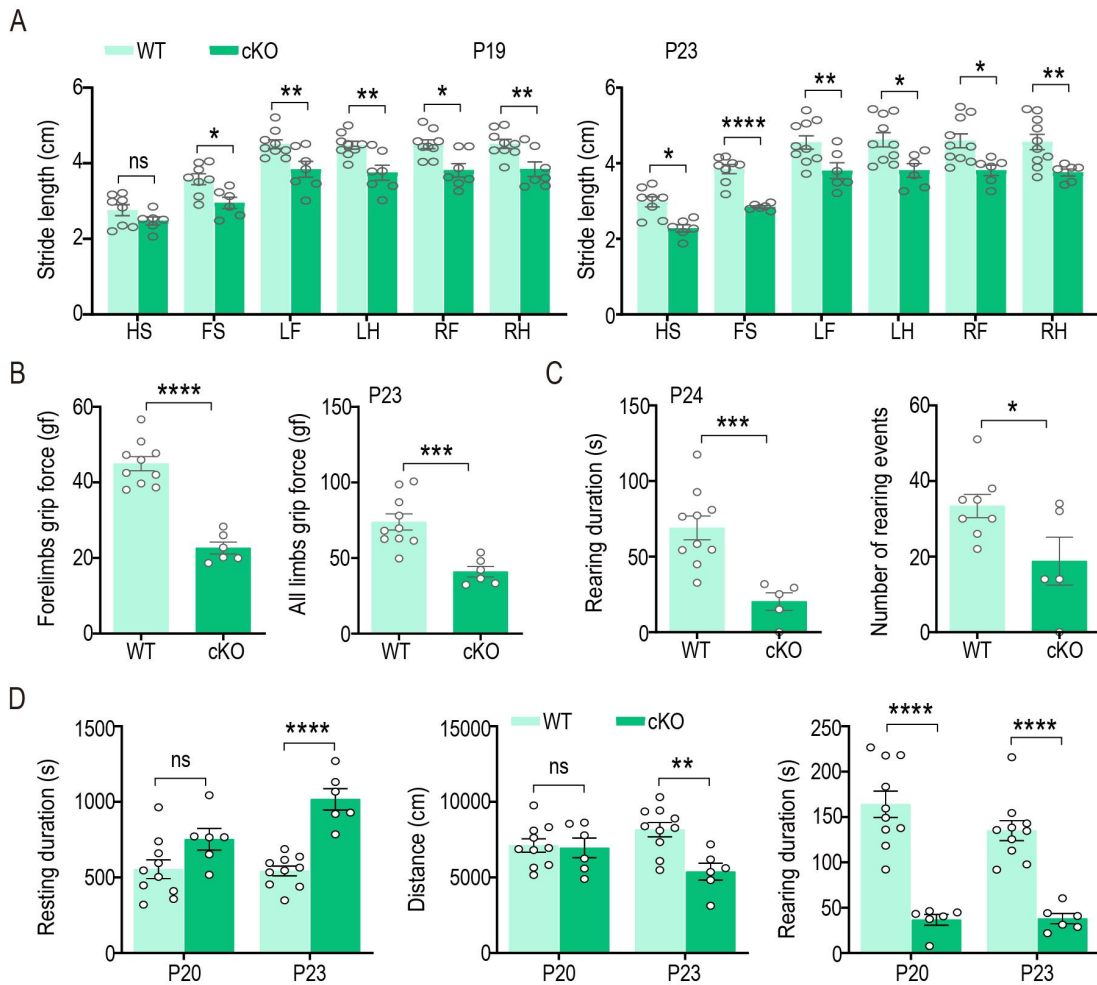 A
WT cKO P19 P23
Stride length (cm)
6
4
2
0
ns * ** ** * **
HS FS LF LH RF RH
Stride length (cm)
6
4
2
0
* **** ** * * **
HS FS LF LH RF RH
B
Forelimbs grip force (gf)
60
40
20
0
****
WT cKO
P23
All limbs grip force (gf)
150
100
50
0
***
WT cKO
C
P24
Rearing duration (s)
150
100
50
0
***
WT cKO
Number of rearing events
60
40
20
0
*
WT cKO
D
Resting duration (s)
1500
1000
500
0
ns ****
P20 P23
WT cKO
Distance (cm)
15000
10000
5000
0
ns **
P20 P23
Rearing duration (s)
250
200
150
100
50
0
**** ****
P20 P23